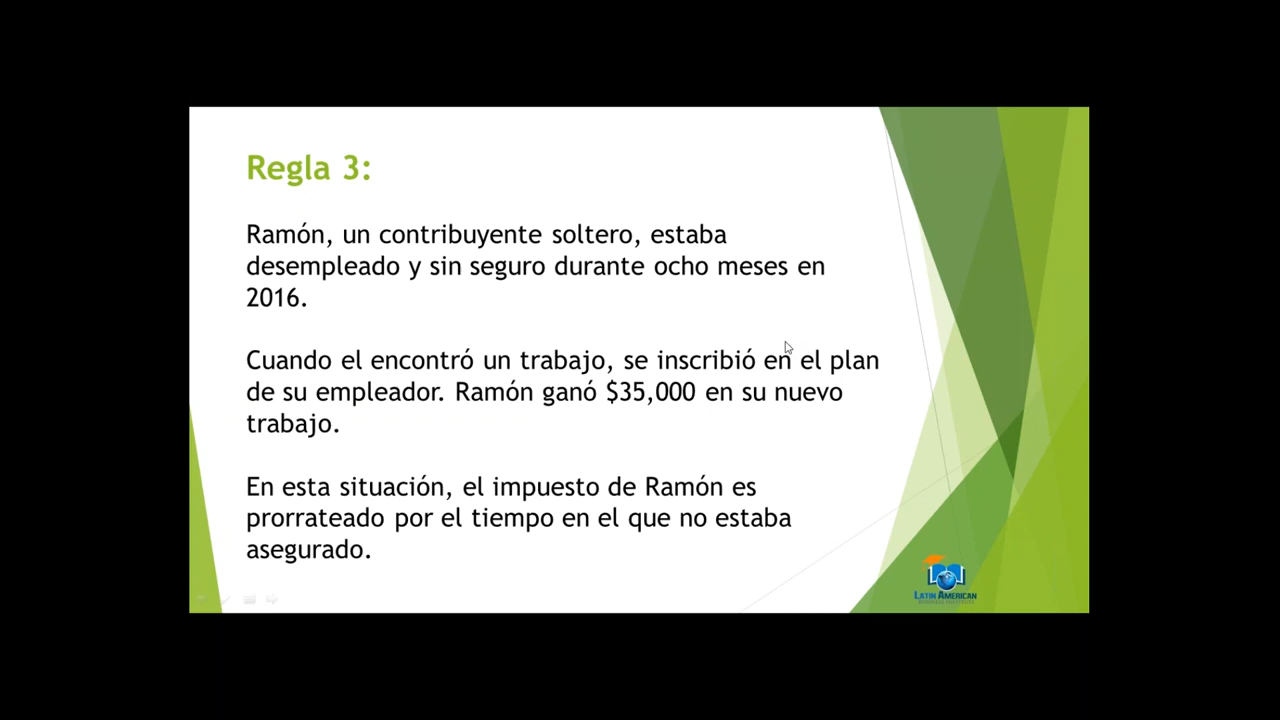 Regla 3:
Ramón, un contribuyente soltero, estaba
desempleado y sin seguro durante ocho meses en
2016.
Cuando el encontró un trabajo, se inscribió en el plan
de su empleador. Ramón ganó $35,000 en su nuevo
trabajo.
En esta situación, el impuesto de Ramón es
prorrateado por el tiempo en el que no estaba
asegurado.
LATIN AMERICAN